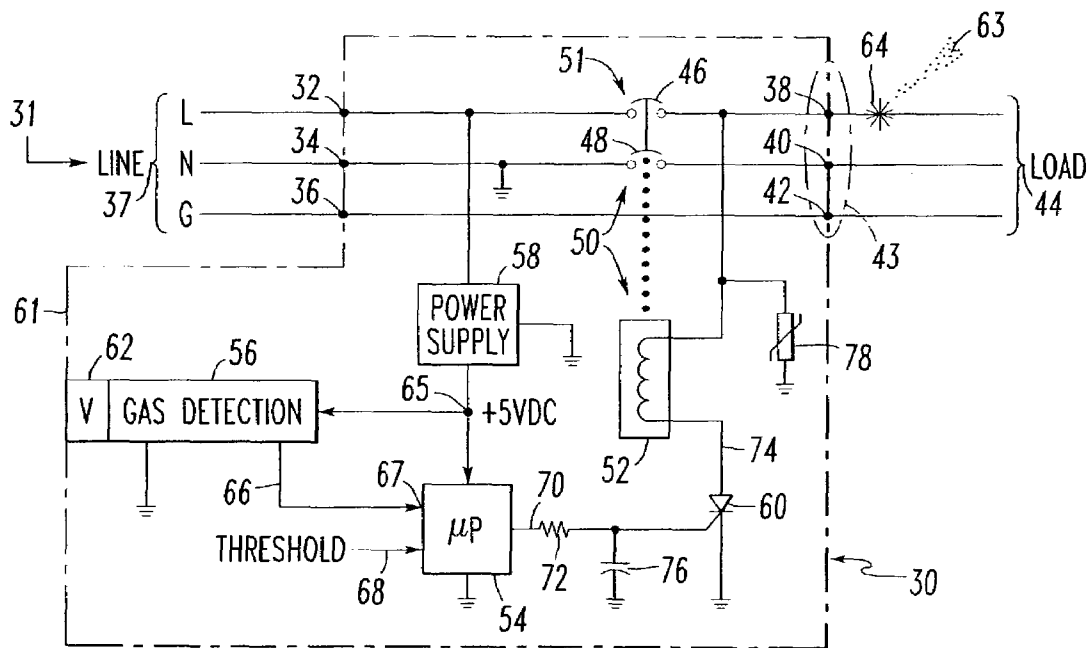 63
51 46 64
32 38
31 L
34 48 40
LINE N LOAD
37 36 42 44
G
50 43
58
61 POWER SUPPLY
62 56 78
65
V GAS DETECTION +5VDC
52 74
66 67 70 60
μP
THRESHOLD
68 72 76 30
54